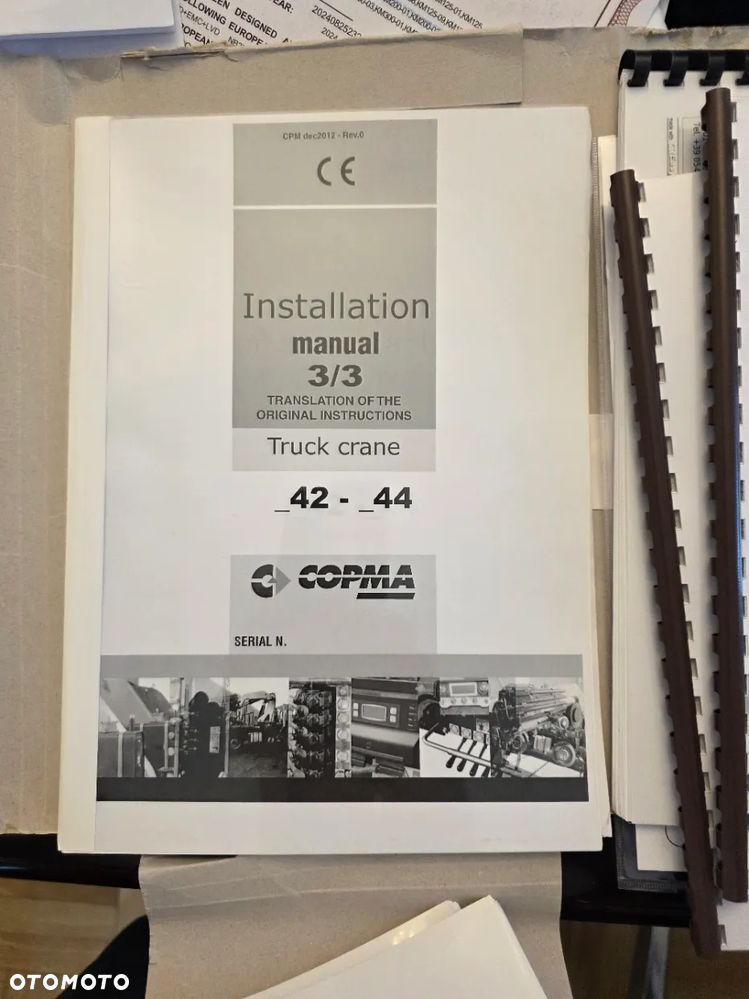 20240825230
CPM dec2012 - Rev.0
CE
Installation
manual
3/3
TRANSLATION OF THE
ORIGINAL INSTRUCTIONS
Truck crane
_42 - _44
COPMA
SERIAL N.
OTOMOTO